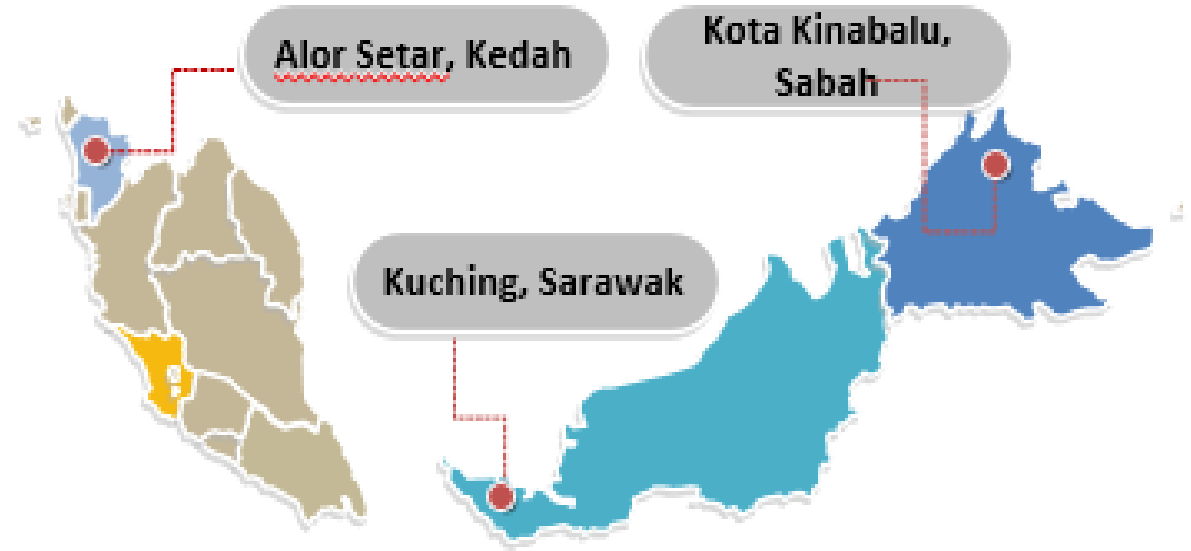 Alor Setar, Kedah
Kota Kinabalu,
Sabah
Kuching, Sarawak